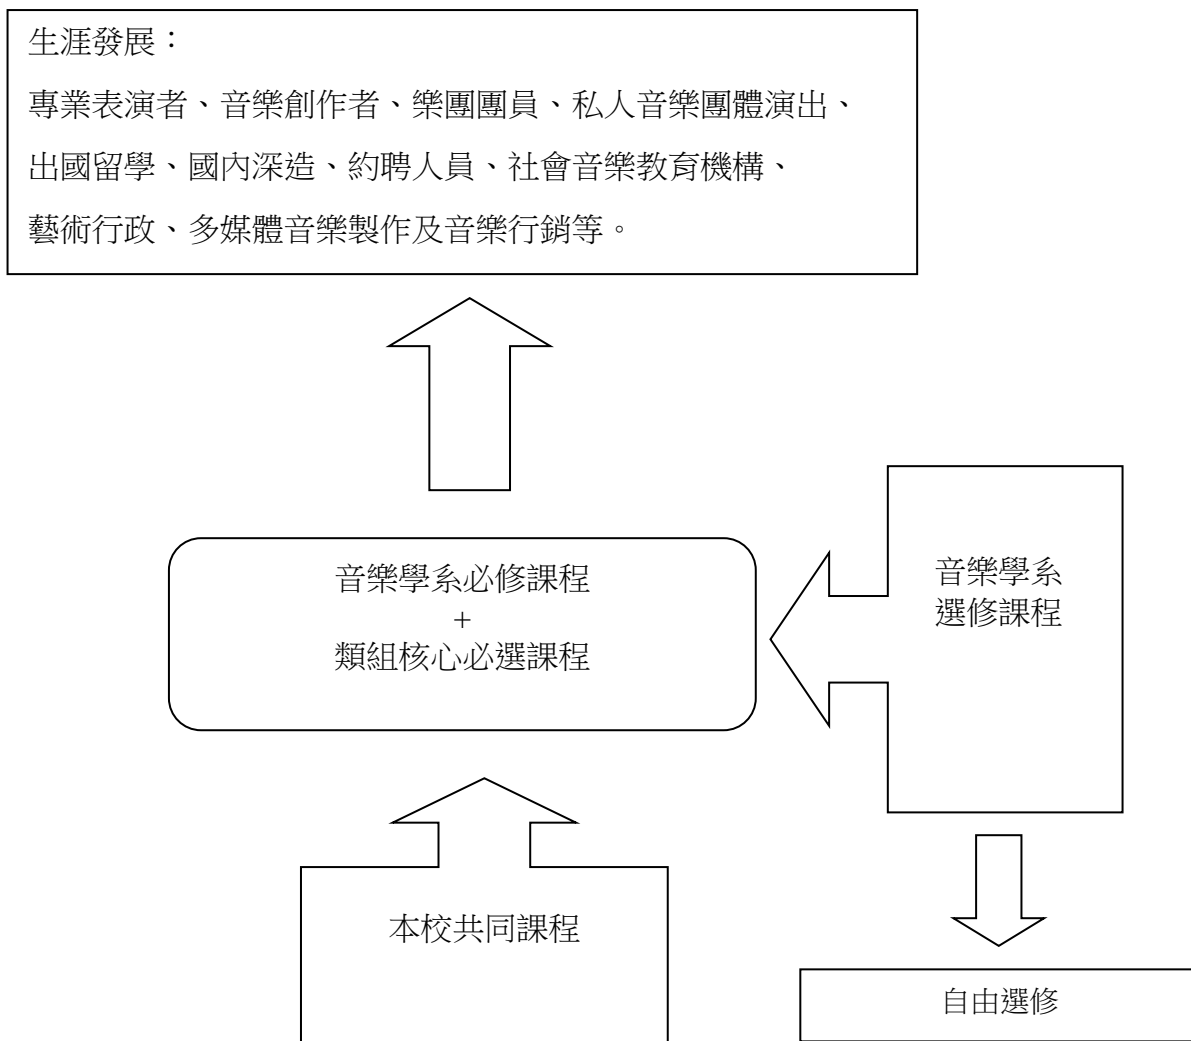 生涯發展：
專業表演者、音樂創作者、樂團團員、私人音樂團體演出、
出國留學、國內深造、約聘人員、社會音樂教育機構、
藝術行政、多媒體音樂製作及音樂行銷等。
音樂學系必修課程
+
類組核心必選課程
音樂學系
選修課程
本校共同課程
自由選修